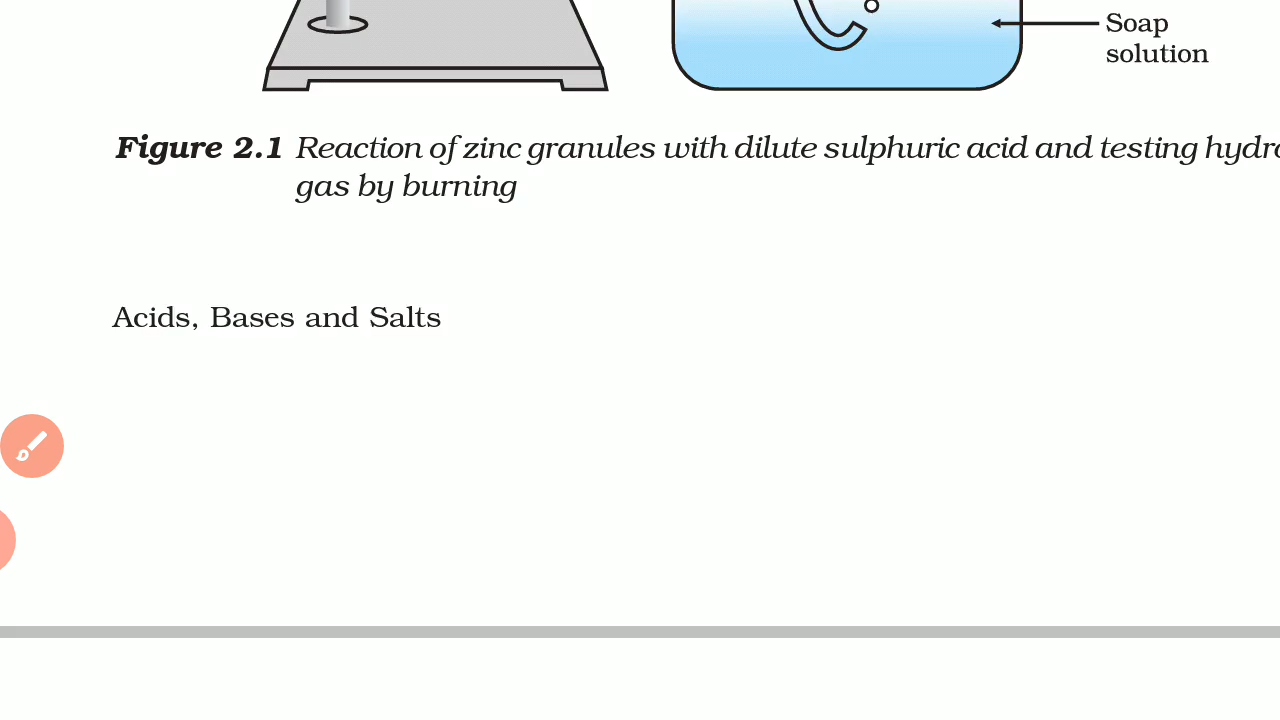 Soap
solution
Figure 2.1 Reaction of zinc granules with dilute sulphuric acid and testing
gas by burning
Acids, Bases and Salts